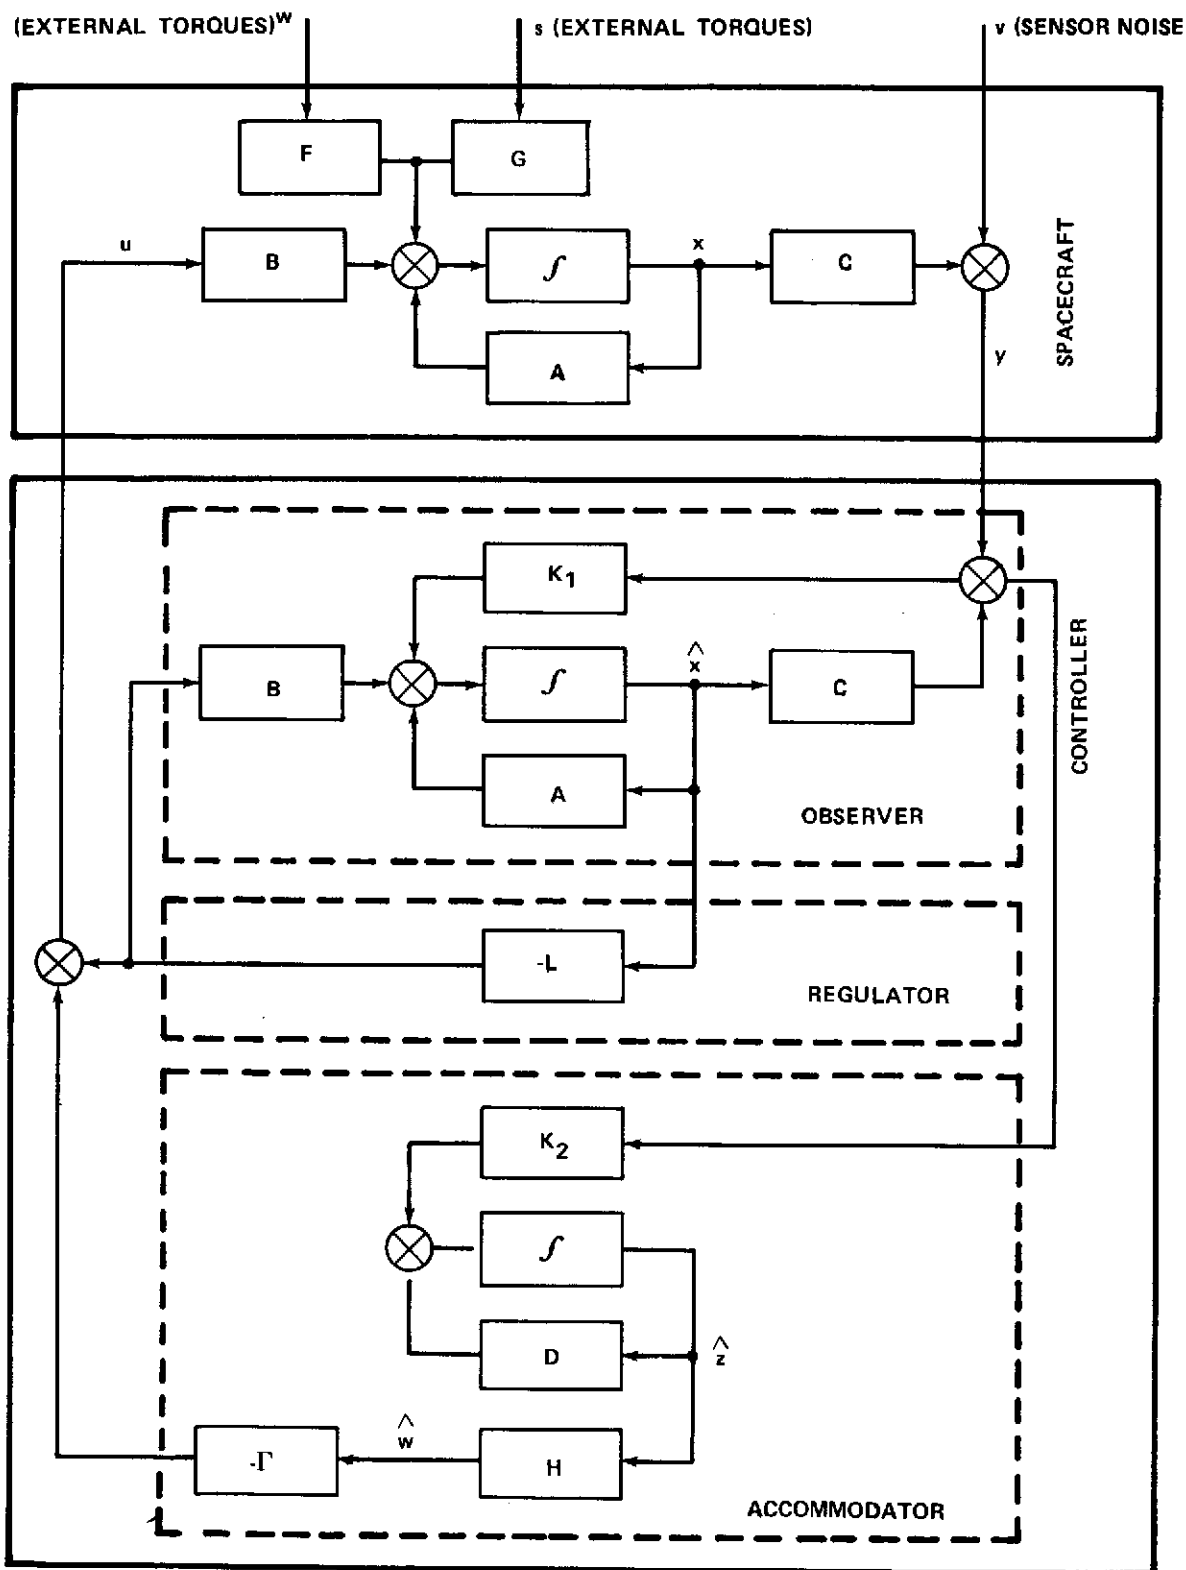 (EXTERNAL TORQUES)w
s (EXTERNAL TORQUES)
v (SENSOR NOISE
F
G
u
B
∫
x
C
A
y
SPACECRAFT
K1
B
∫
x̂
C
A
OBSERVER
CONTROLLER
-L
REGULATOR
K2
∫
D
ẑ
-Γ
ŵ
H
ACCOMMODATOR